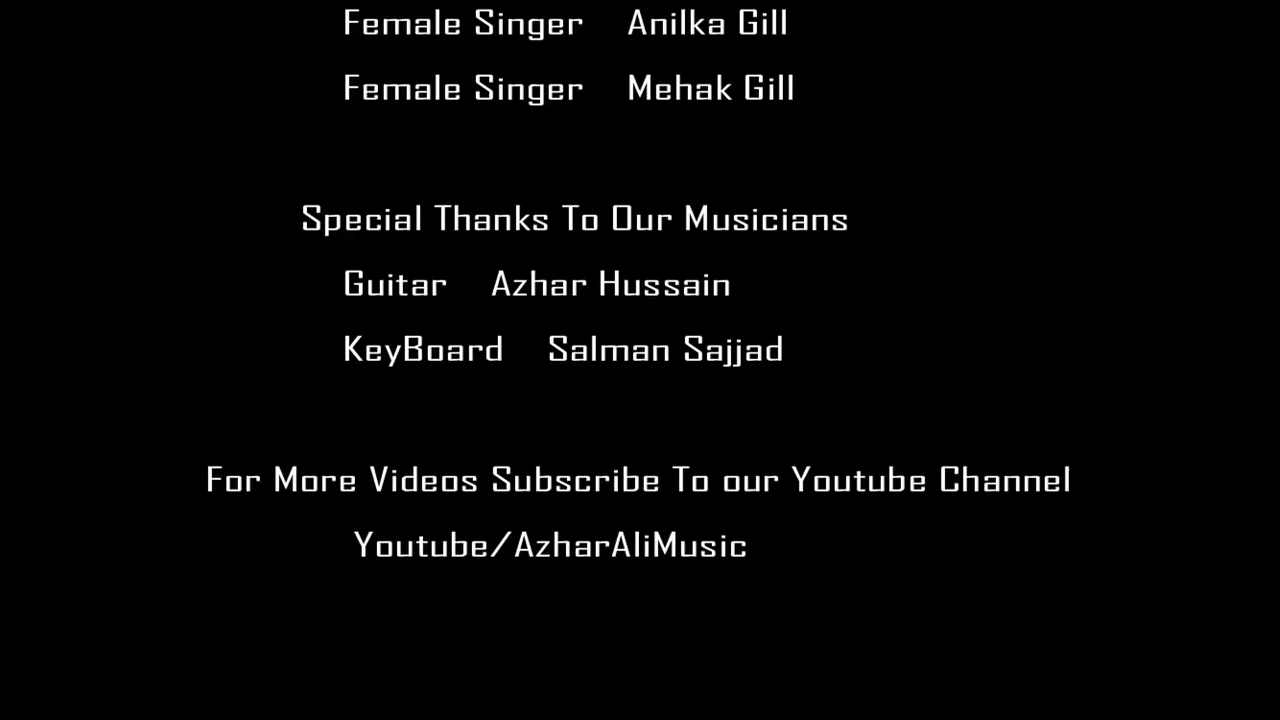 Female Singer Anilka Gill
Female Singer Mehak Gill
Special Thanks To Our Musicians
Guitar Azhar Hussain
KeyBoard Salman Sajjad
For More Videos Subscribe To our Youtube Channel
Youtube/AzharAliMusic